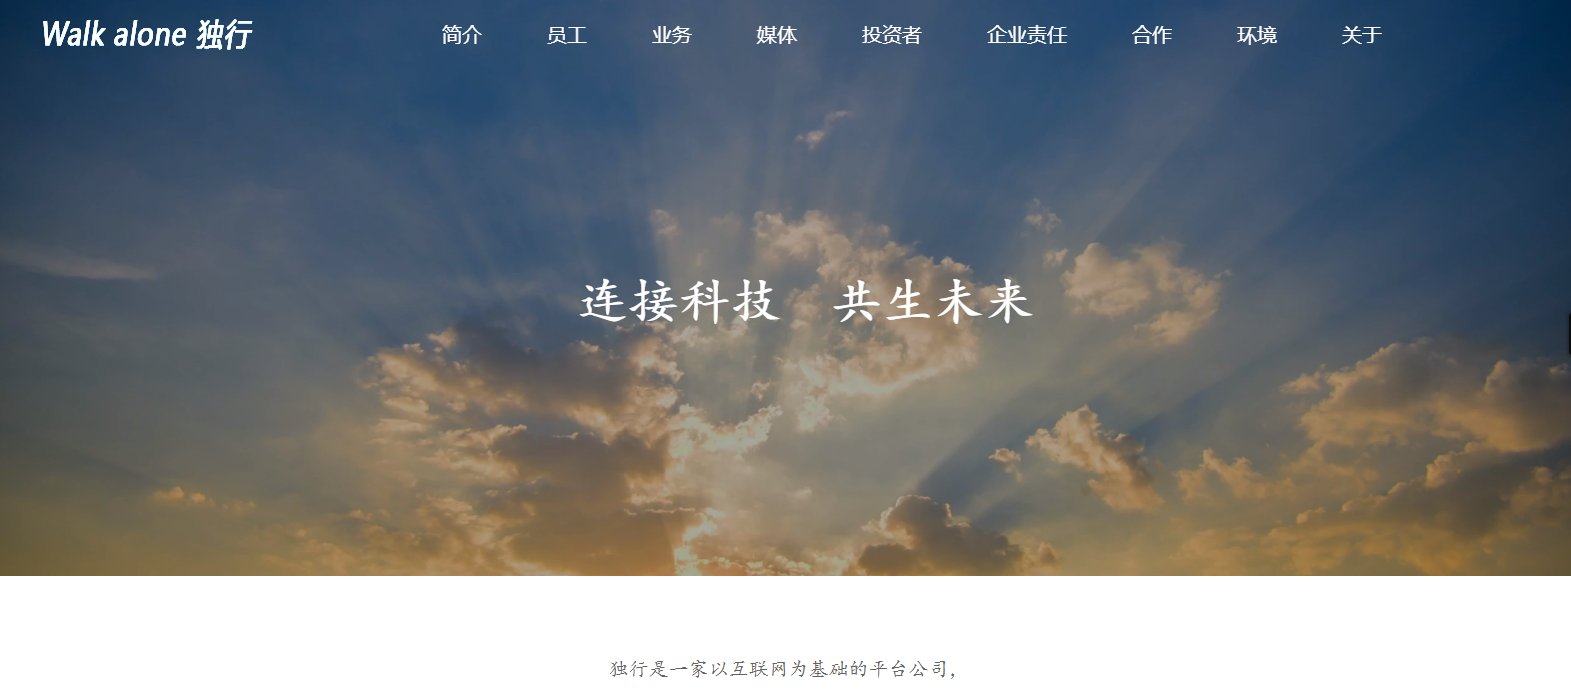 Walk alone 独行
简介 员工 业务 媒体 投资者 企业责任 合作 环境 关于
连接科技 共生未来
独行是一家以互联网为基础的平台公司，